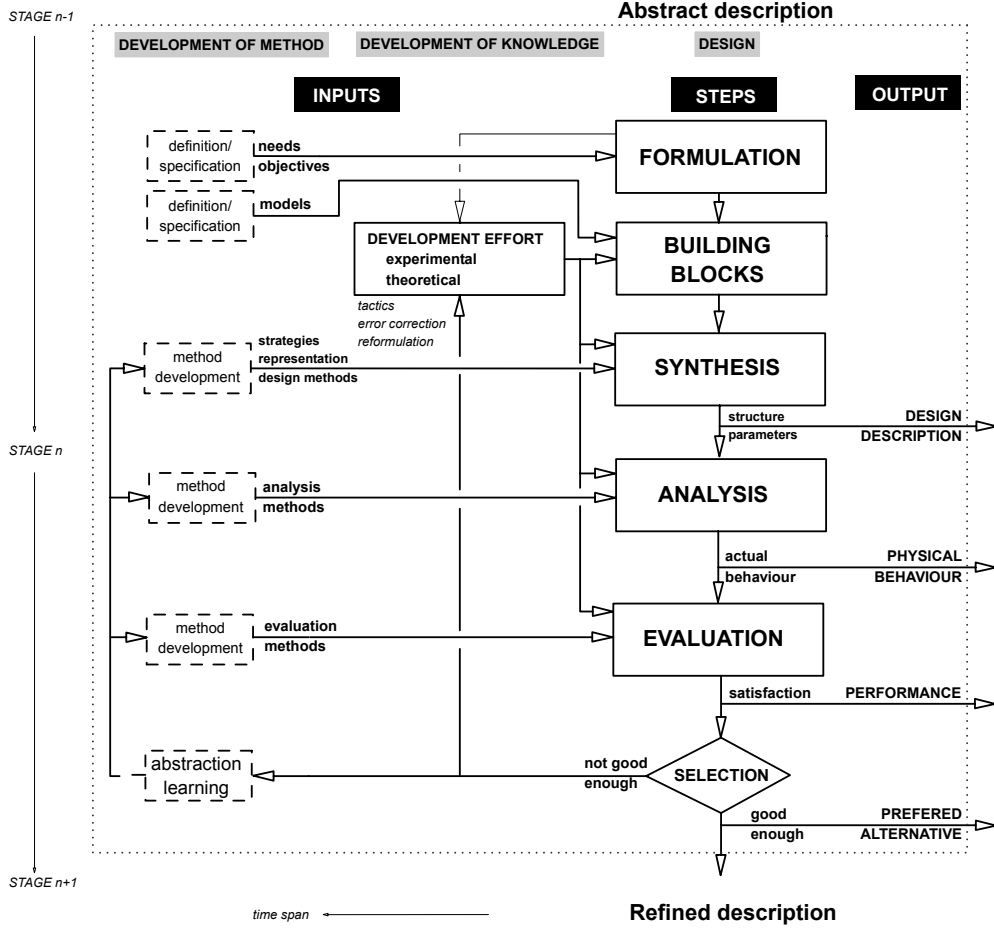 STAGE n-1
Abstract description
DEVELOPMENT OF METHOD
DEVELOPMENT OF KNOWLEDGE
DESIGN
INPUTS
STEPS
OUTPUT
definition/
specification
needs
objectives
FORMULATION
definition/
specification
models
DEVELOPMENT EFFORT
experimental
theoretical
BUILDING
BLOCKS
tactics
error correction
reformulation
method
development
strategies
representation
design methods
SYNTHESIS
structure
parameters
DESIGN
DESCRIPTION
STAGE n
method
development
analysis
methods
ANALYSIS
actual
behaviour
PHYSICAL
BEHAVIOUR
method
development
evaluation
methods
EVALUATION
satisfaction
PERFORMANCE
abstraction
learning
not good
enough
SELECTION
good
enough
PREFERED
ALTERNATIVE
STAGE n+1
time span
Refined description